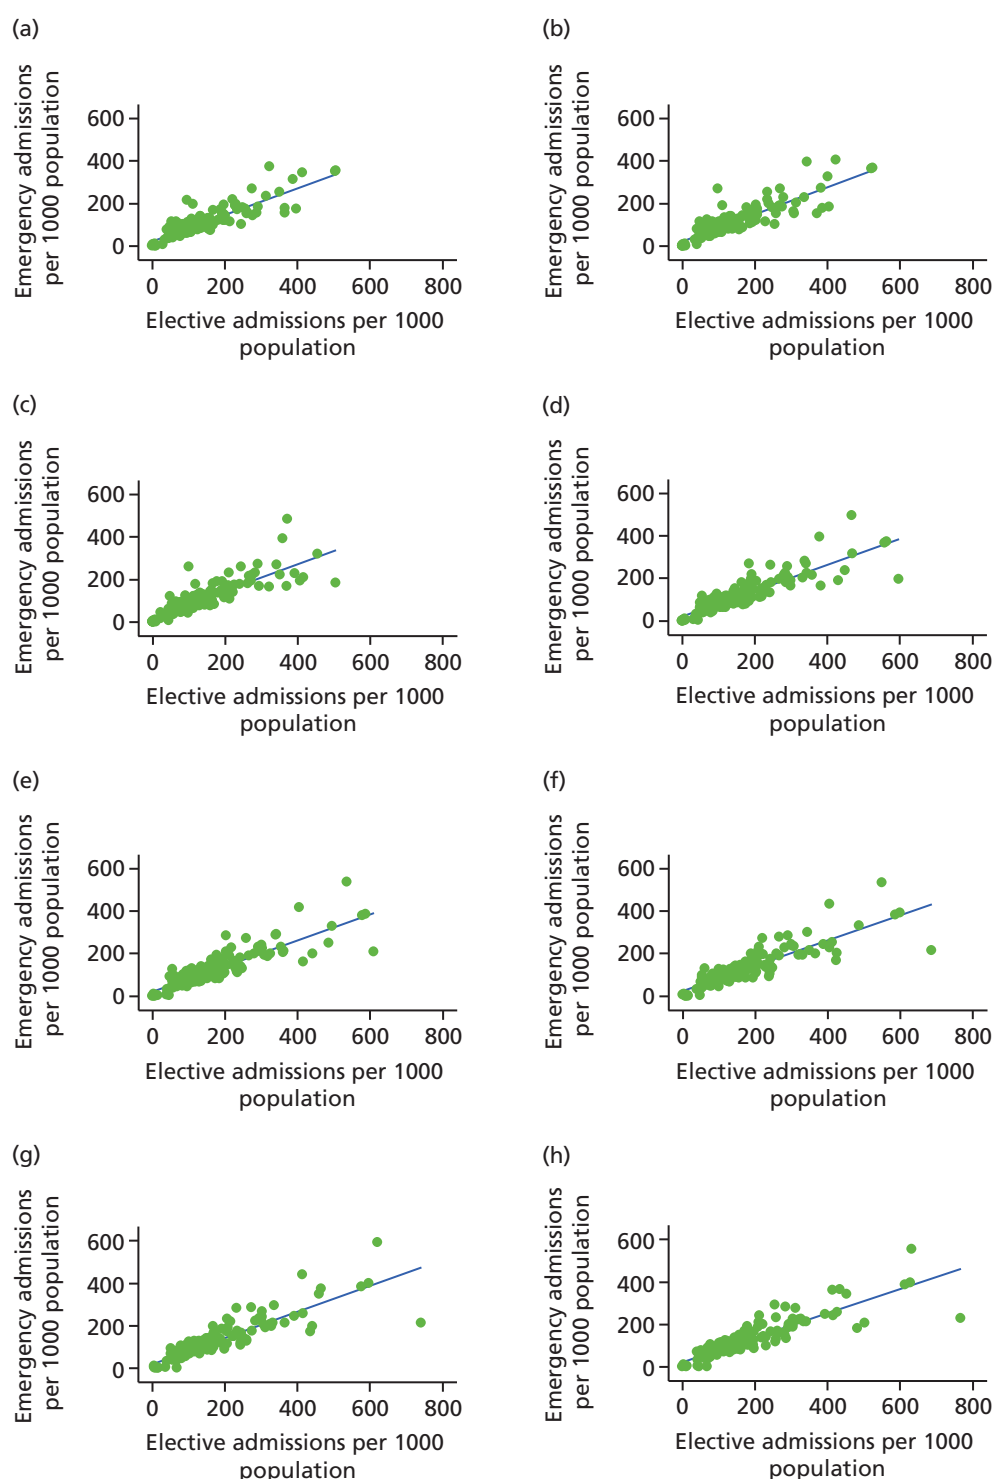 (a)
Emergency admissions
per 1000 population
600
400
200
0
0 200 400 600 800
Elective admissions per 1000
population
(b)
Emergency admissions
per 1000 population
600
400
200
0
0 200 400 600 800
Elective admissions per 1000
population
(c)
Emergency admissions
per 1000 population
600
400
200
0
0 200 400 600 800
Elective admissions per 1000
population
(d)
Emergency admissions
per 1000 population
600
400
200
0
0 200 400 600 800
Elective admissions per 1000
population
(e)
Emergency admissions
per 1000 population
600
400
200
0
0 200 400 600 800
Elective admissions per 1000
population
(f)
Emergency admissions
per 1000 population
600
400
200
0
0 200 400 600 800
Elective admissions per 1000
population
(g)
Emergency admissions
per 1000 population
600
400
200
0
0 200 400 600 800
Elective admissions per 1000
population
(h)
Emergency admissions
per 1000 population
600
400
200
0
0 200 400 600 800
Elective admissions per 1000
population